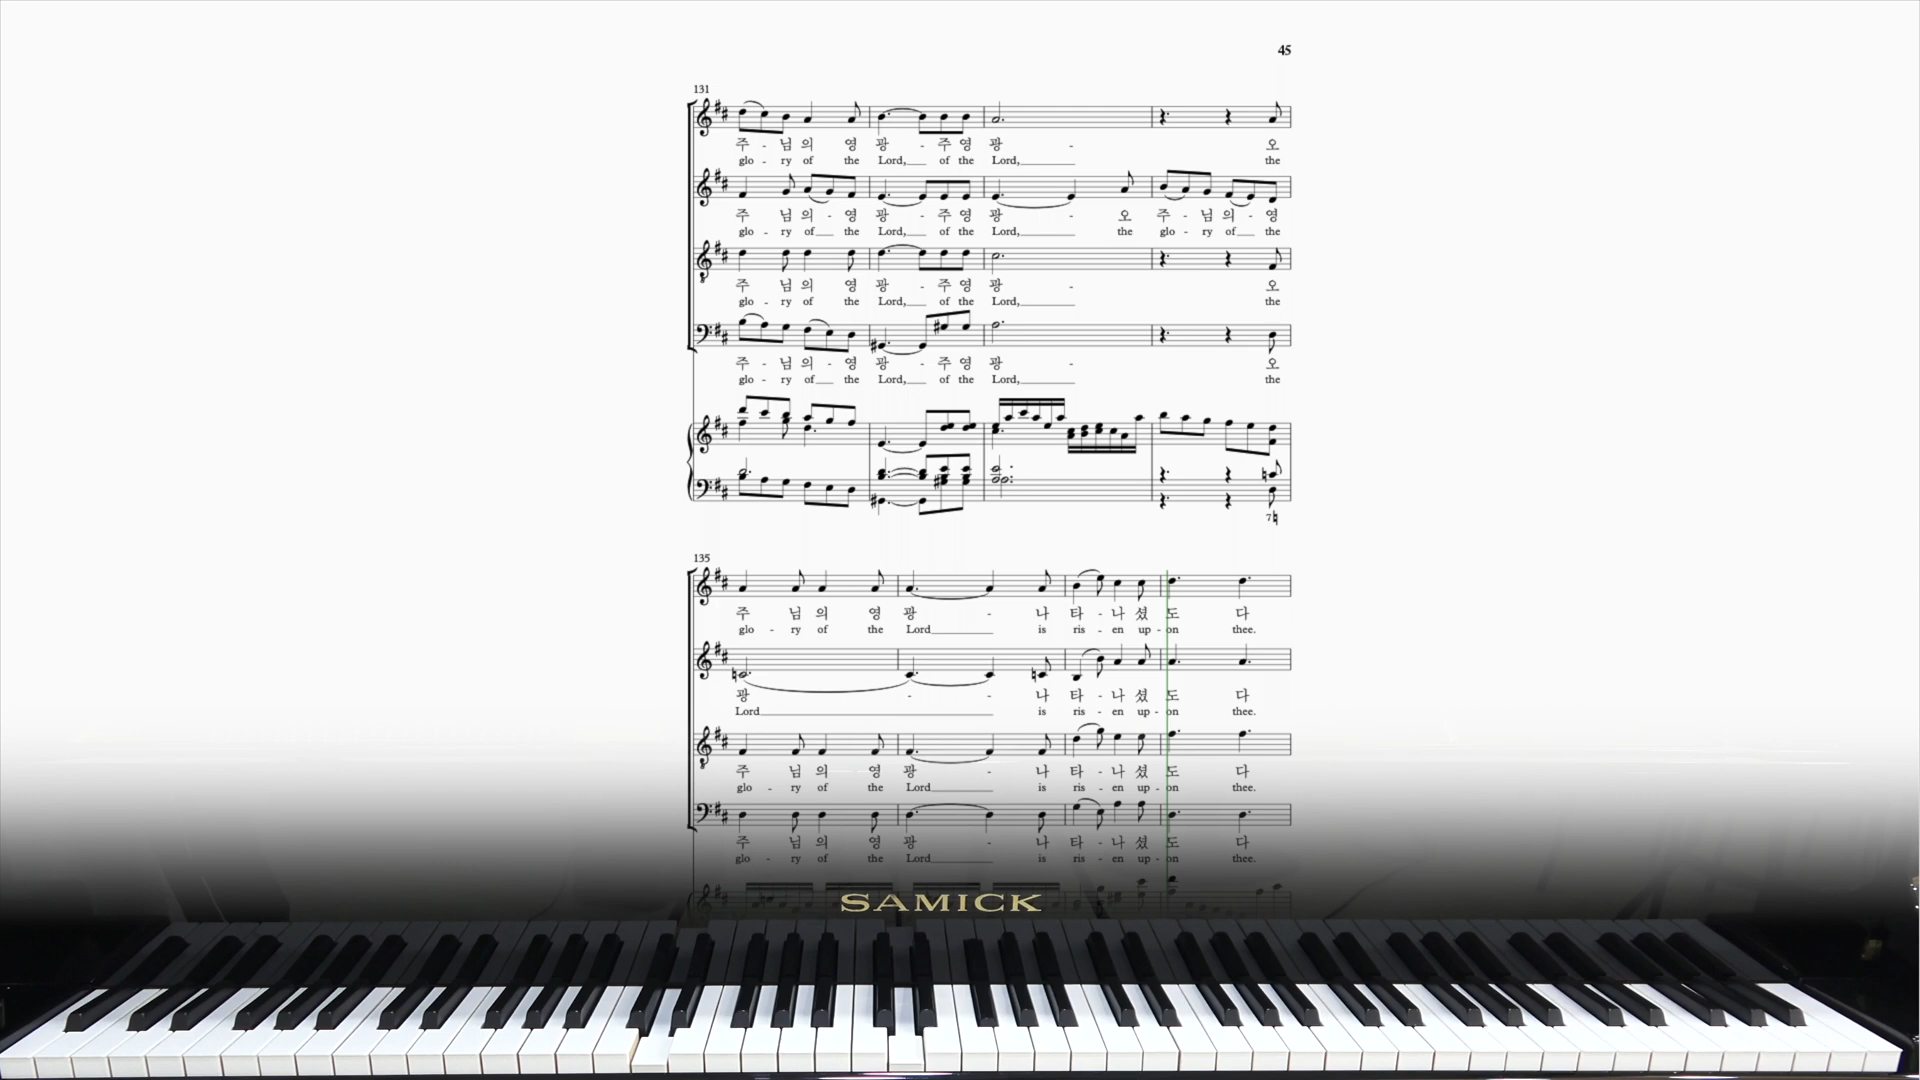 45
131
주 - 님 의 영 광 - 주 영 광 - 오
glo - ry of the Lord, of the Lord, the
주 님 의 - 영 광 - 주 영 광 - 오 주 - 님 의 - 영
glo - ry of the Lord, of the Lord, the glo - ry of the
주 님 의 영 광 - 주 영 광 - 오
glo - ry of the Lord, of the Lord, the
주 - 님 의 - 영 광 - 주 영 광 - 오
glo - ry of the Lord, of the Lord, the
7
135
주 님 의 영 광 - 나 타 - 나 셨 도 다
glo - ry of the Lord is ris - en up - on thee.
광 - - 나 타 - 나 셨 도 다
Lord is ris - en up - on thee.
주 님 의 영 광 - 나 타 - 나 셨 도 다
glo - ry of the Lord is ris - en up - on thee.
주 님 의 영 광 - 나 타 - 나 셨 도 다
glo - ry of the Lord is ris - en up - on thee.
SAMICK